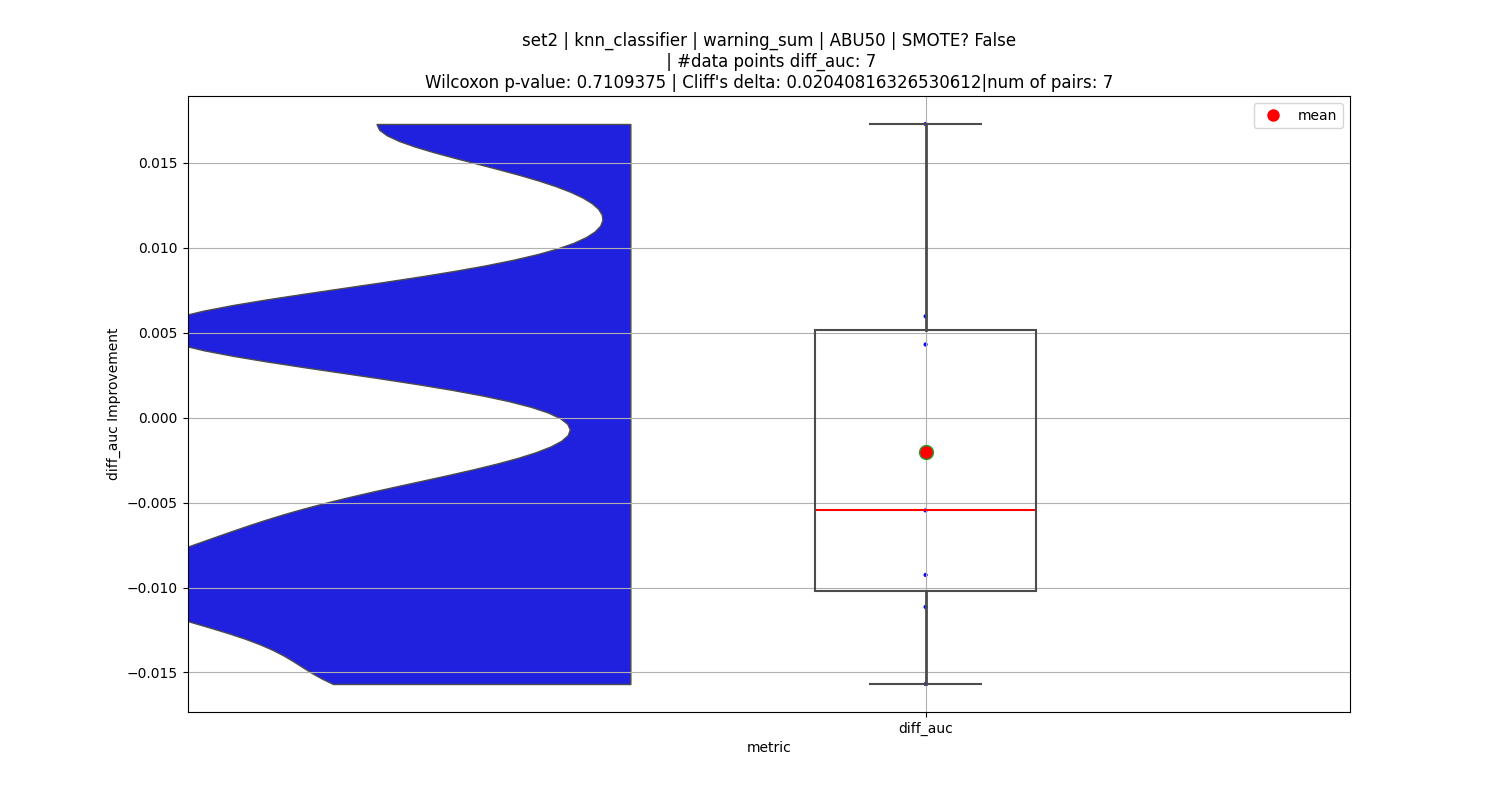 set2 | knn_classifier | warning_sum | ABU50 | SMOTE? False
| #data points diff_auc: 7
Wilcoxon p-value: 0.7109375 | Cliff's delta: 0.02040816326530612|num of pairs: 7
mean
0.015
0.010
0.005
0.000
−0.005
−0.010
−0.015
diff_auc Improvement
diff_auc
metric